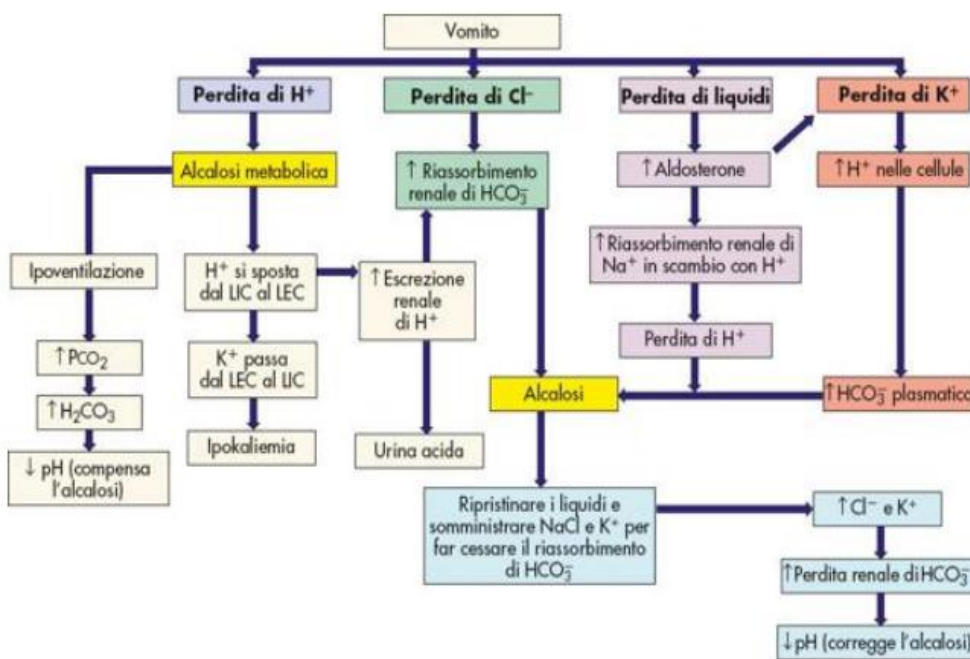 Vomito
Perdita di H⁺
Perdita di Cl⁻
Perdita di liquidi
Perdita di K⁺
Alcalosi metabolica
↑ Riassorbimento
renale di HCO₃⁻
↑Aldosterone
↑H⁺ nelle cellule
Ipoventilazione
H⁺ si sposta
dal LIC al LEC
↑ Escrezione
renale
di H⁺
↑Riassorbimento renale di
Na⁺ in scambio con H⁺
↑PCO₂
K⁺ passa
dal LEC al LIC
Perdita di H⁺
↑H₂CO₃
Alcalosi
↑HCO₃⁻ plasmatico
Ipokaliemia
Urina acida
↓ pH (compensa
l'alcalosi)
Ripristinare i liquidi e
somministrare NaCl e K⁺ per
far cessare il riassorbimento
di HCO₃⁻
↑Cl⁻ e K⁺
↑Perdita renale di HCO₃⁻
↓pH (corregge l'alcalosi)